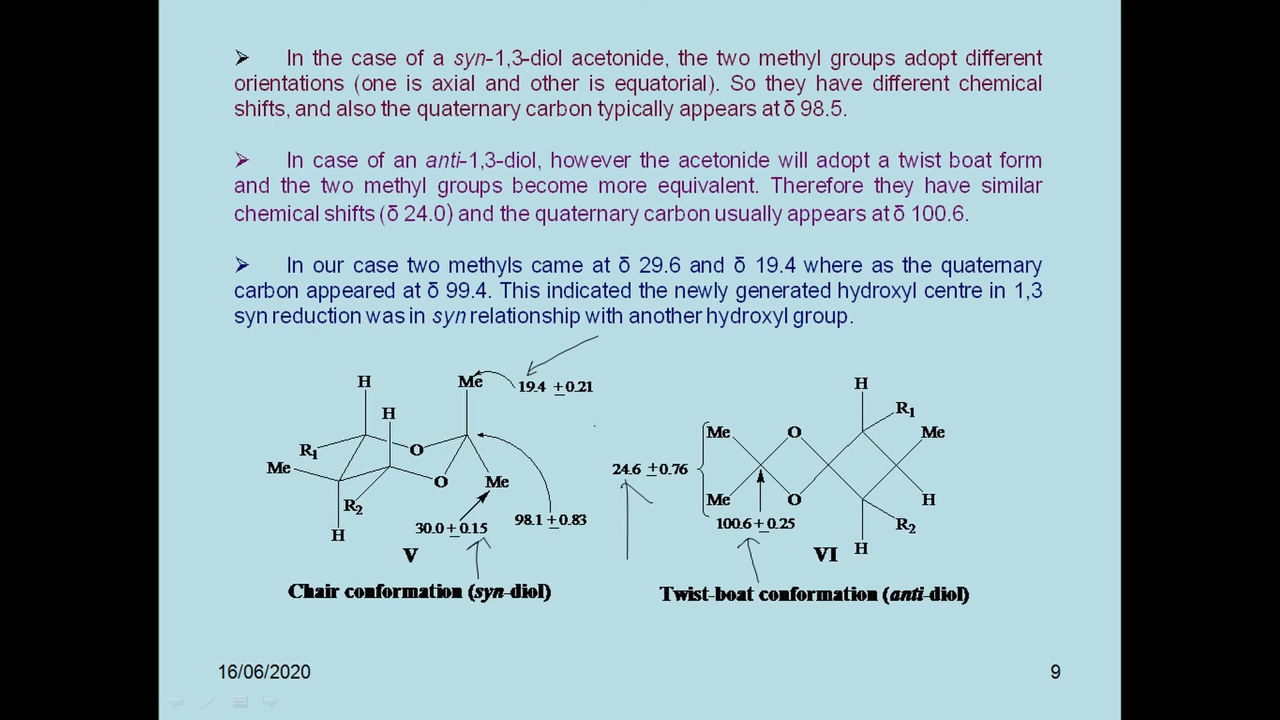 ➢ In the case of a syn-1,3-diol acetonide, the two methyl groups adopt different
orientations (one is axial and other is equatorial). So they have different chemical
shifts, and also the quaternary carbon typically appears at δ 98.5.
➢ In case of an anti-1,3-diol, however the acetonide will adopt a twist boat form
and the two methyl groups become more equivalent. Therefore they have similar
chemical shifts (δ 24.0) and the quaternary carbon usually appears at δ 100.6.
➢ In our case two methyls came at δ 29.6 and δ 19.4 where as the quaternary
carbon appeared at δ 99.4. This indicated the newly generated hydroxyl centre in 1,3
syn reduction was in syn relationship with another hydroxyl group.
H
Me
19.4 ±0.21
H
R1
O
Me
O
Me
R2
30.0±0.15
98.1±0.83
H
V
Chair conformation (syn-diol)
H
R1
Me
O
Me
24.6 ±0.76
Me
O
H
100.6±0.25
R2
VI
H
Twist-boat conformation (anti-diol)
16/06/2020
9